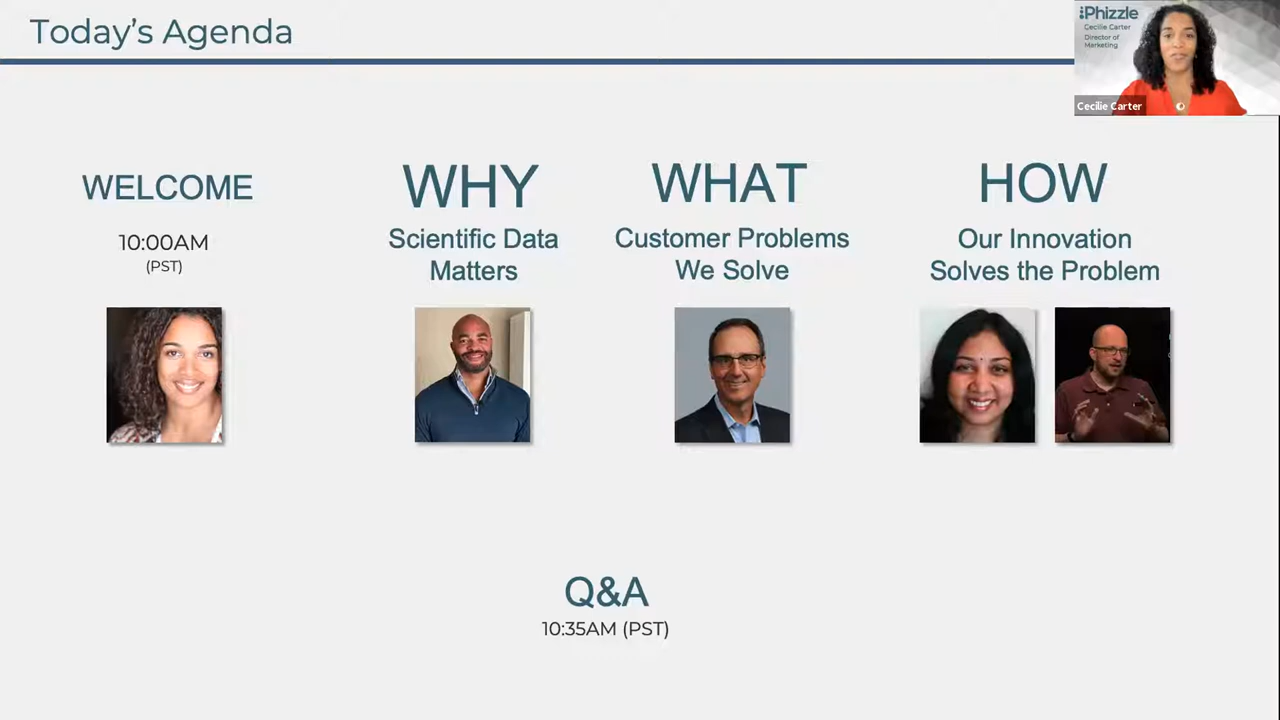 Today's Agenda
Phizzle
Cecilie Carter
Director of
Marketing
Cecilie Carter
WELCOME
10:00AM
(PST)
WHY
Scientific Data
Matters
WHAT
Customer Problems
We Solve
HOW
Our Innovation
Solves the Problem
Q&A
10:35AM (PST)